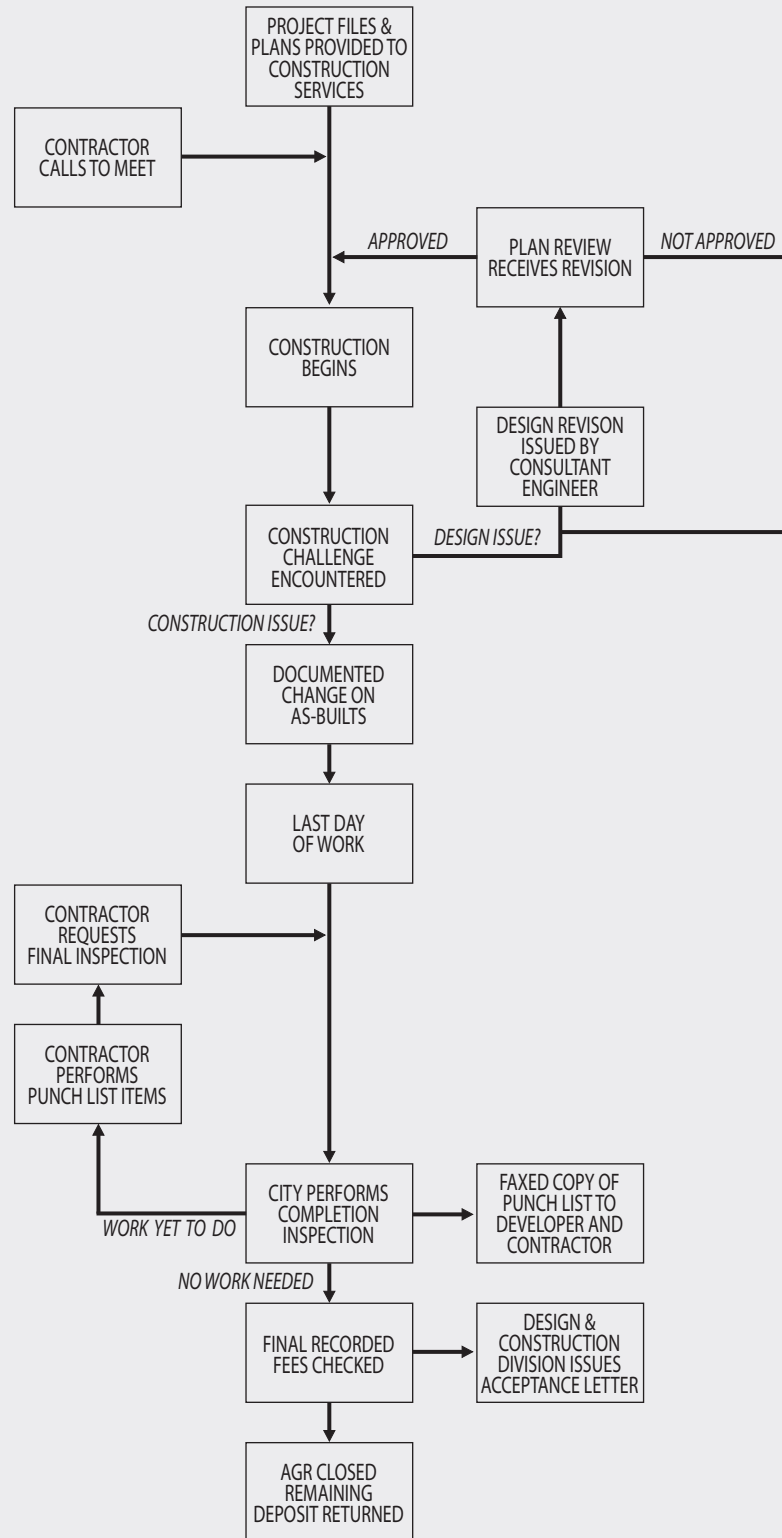 PROJECT FILES &
PLANS PROVIDED TO
CONSTRUCTION
SERVICES
CONTRACTOR
CALLS TO MEET
APPROVED
PLAN REVIEW
RECEIVES REVISION
NOT APPROVED
CONSTRUCTION
BEGINS
DESIGN REVISON
ISSUED BY
CONSULTANT
ENGINEER
CONSTRUCTION
CHALLENGE
ENCOUNTERED
DESIGN ISSUE?
CONSTRUCTION ISSUE?
DOCUMENTED
CHANGE ON
AS-BUILTS
LAST DAY
OF WORK
CONTRACTOR
REQUESTS
FINAL INSPECTION
CONTRACTOR
PERFORMS
PUNCH LIST ITEMS
CITY PERFORMS
COMPLETION
INSPECTION
FAXED COPY OF
PUNCH LIST TO
DEVELOPER AND
CONTRACTOR
WORK YET TO DO
NO WORK NEEDED
FINAL RECORDED
FEES CHECKED
DESIGN &
CONSTRUCTION
DIVISION ISSUES
ACCEPTANCE LETTER
AGR CLOSED
REMAINING
DEPOSIT RETURNED